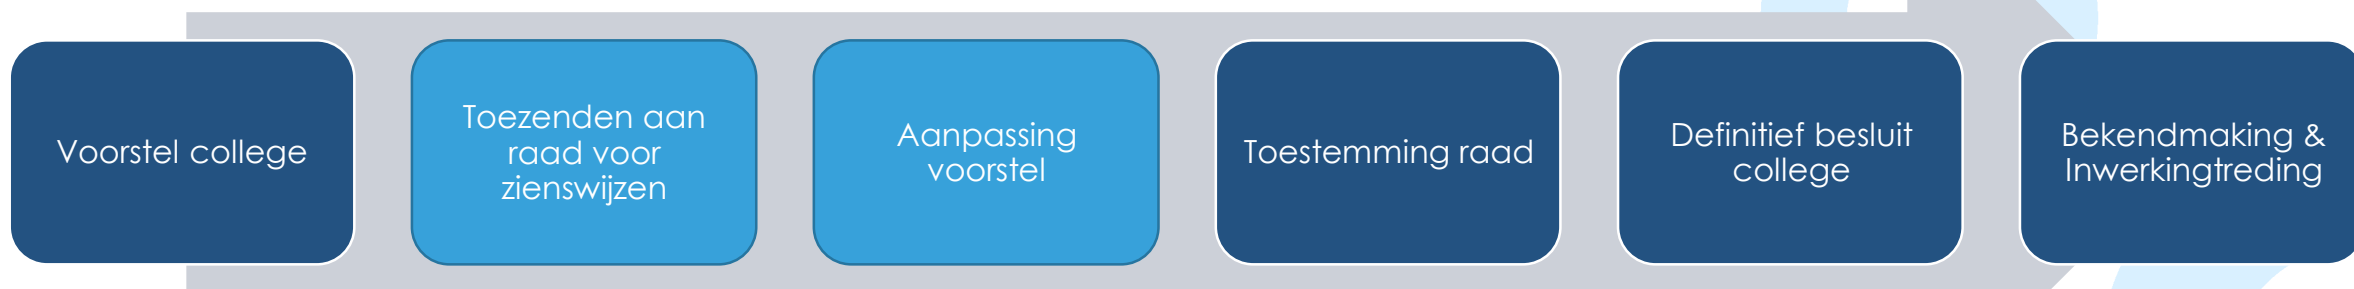 Voorstel college
Toezenden aan
raad voor
zienswijzen
Aanpassing
voorstel
Toestemming raad
Definitief besluit
college
Bekendmaking &
Inwerkingtreding